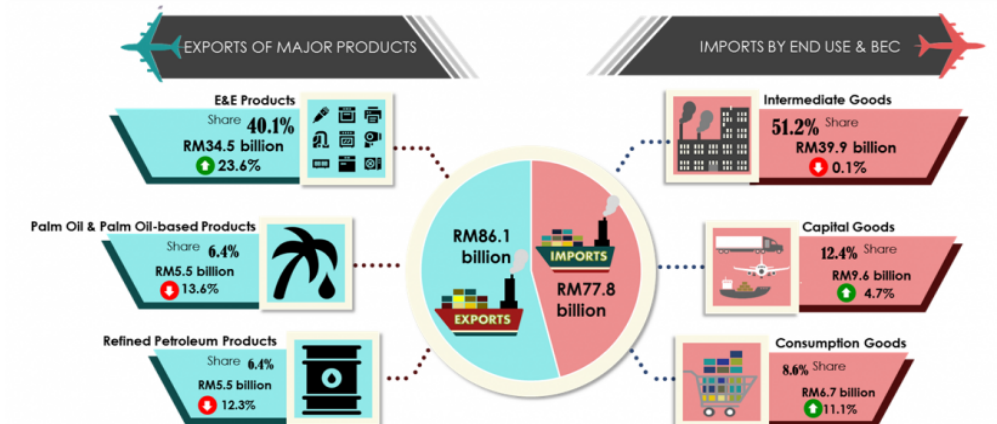 EXPORTS OF MAJOR PRODUCTS
IMPORTS BY END USE & BEC
E&E Products
Share 40.1%
RM34.5 billion
23.6%
Palm Oil & Palm Oil-based Products
Share 6.4%
RM5.5 billion
13.6%
Refined Petroleum Products
Share 6.4%
RM5.5 billion
12.3%
RM86.1
billion
EXPORTS
IMPORTS
RM77.8
billion
Intermediate Goods
51.2% Share
RM39.9 billion
0.1%
Capital Goods
12.4% Share
RM9.6 billion
4.7%
Consumption Goods
8.6% Share
RM6.7 billion
11.1%